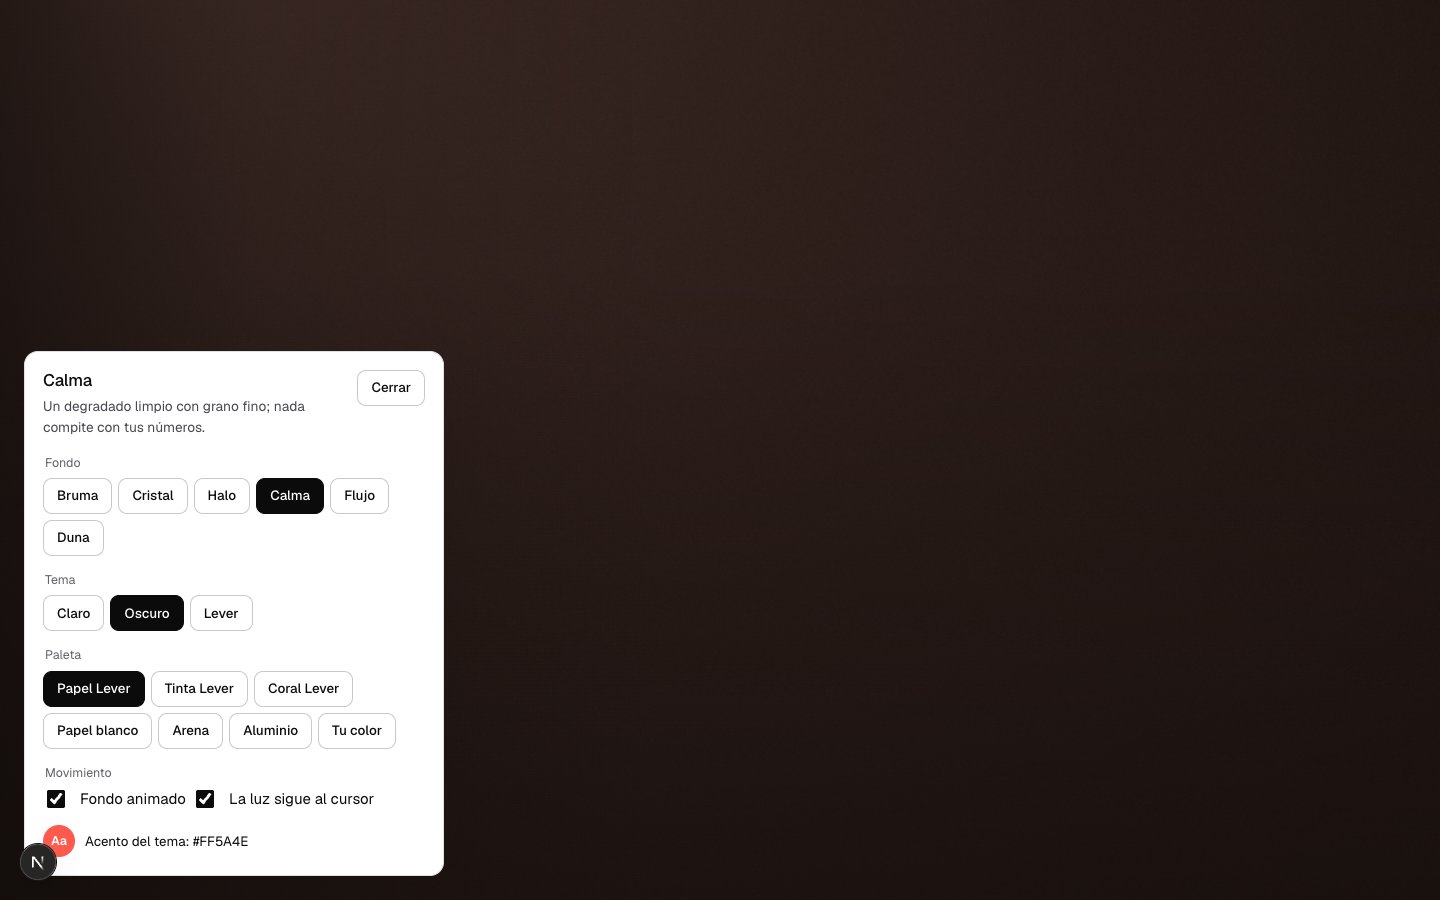 Calma
Cerrar
Un degradado limpio con grano fino; nada
compite con tus números.
Fondo
Bruma Cristal Halo Calma Flujo
Duna
Tema
Claro Oscuro Lever
Paleta
Papel Lever Tinta Lever Coral Lever
Papel blanco Arena Aluminio Tu color
Movimiento
Fondo animado La luz sigue al cursor
Aa Acento del tema: #FF5A4E
N